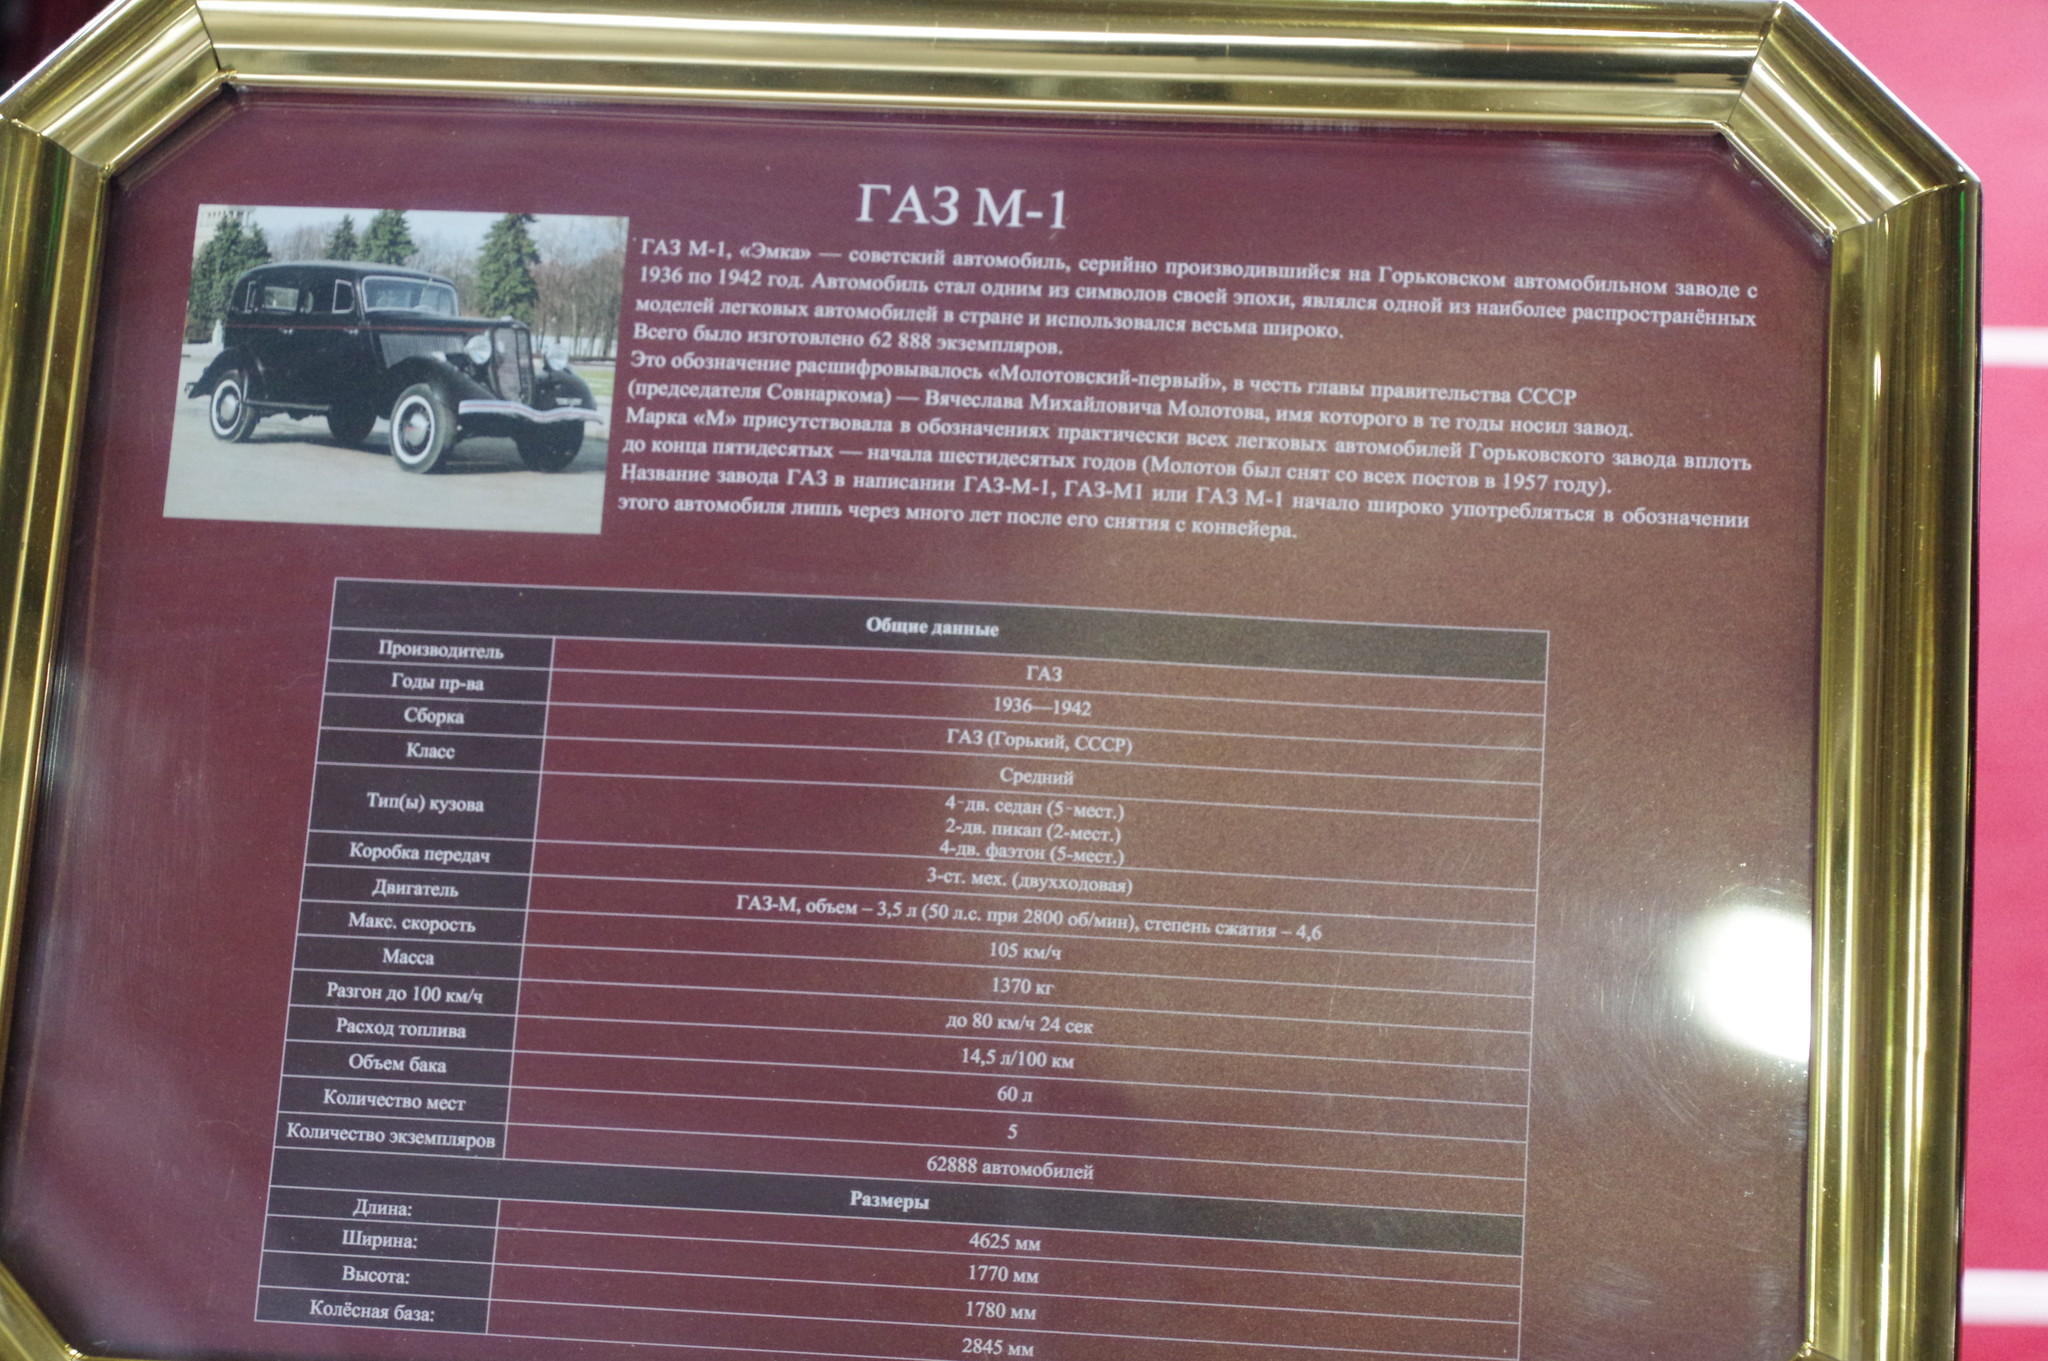 ГАЗ М-1
ГАЗ М-1, «Эмка» — советский автомобиль, серийно производившийся на Горьковском автомобильном заводе с
1936 по 1942 год. Автомобиль стал одним из символов своей эпохи, являлся одной из наиболее распространённых
моделей легковых автомобилей в стране и использовался весьма широко.
Всего было изготовлено 62 888 экземпляров.
Это обозначение расшифровывалось «Молотовский-первый», в честь главы правительства СССР
(председателя Совнаркома) — Вячеслава Михайловича Молотова, имя которого в те годы носил завод.
Марка «М» присутствовала в обозначениях практически всех легковых автомобилей Горьковского завода вплоть
до конца пятидесятых — начала шестидесятых годов (Молотов был снят со всех постов в 1957 году).
Название завода ГАЗ в написании ГАЗ-М-1, ГАЗ-М1 или ГАЗ М-1 начало широко употребляться в обозначении
этого автомобиля лишь через много лет после его снятия с конвейера.
Общие данные
Производитель ГАЗ
Годы пр-ва 1936—1942
Сборка ГАЗ (Горький, СССР)
Класс Средний
Тип(ы) кузова 4-дв. седан (5-мест.)
2-дв. пикап (2-мест.)
4-дв. фаэтон (5-мест.)
Коробка передач 3-ст. мех. (двухходовая)
Двигатель ГАЗ-М, объем – 3,5 л (50 л.с. при 2800 об/мин), степень сжатия – 4,6
Макс. скорость 105 км/ч
Масса 1370 кг
Разгон до 100 км/ч до 80 км/ч 24 сек
Расход топлива 14,5 л/100 км
Объем бака 60 л
Количество мест 5
Количество экземпляров 62888 автомобилей
Размеры
Длина: 4625 мм
Ширина: 1770 мм
Высота: 1780 мм
Колёсная база: 2845 мм